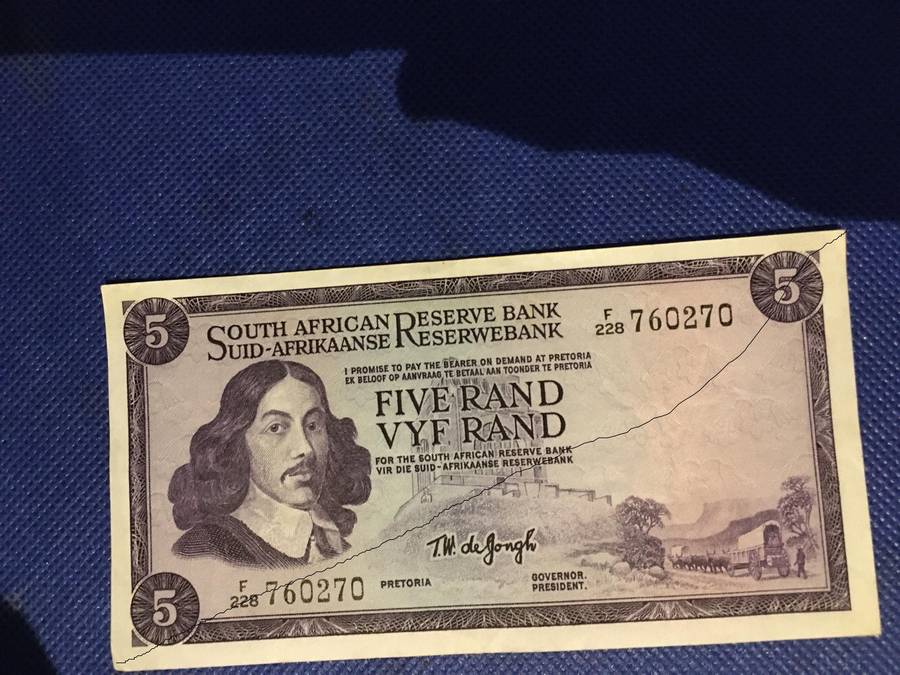 5
5
SOUTH AFRICAN RESERVE BANK
SUID-AFRIKAANSE RESERWEBANK
F
228 760270
I PROMISE TO PAY THE BEARER ON DEMAND AT PRETORIA
EK BELOOF OP AANVRAAG TE BETAAL AAN TOONDER TE PRETORIA
FIVE RAND
VYF RAND
FOR THE SOUTH AFRICAN RESERVE BANK
VIR DIE SUID-AFRIKAANSE RESERWEBANK
T.W. de Jongh
F
228 760270
PRETORIA
GOVERNOR.
PRESIDENT.
5